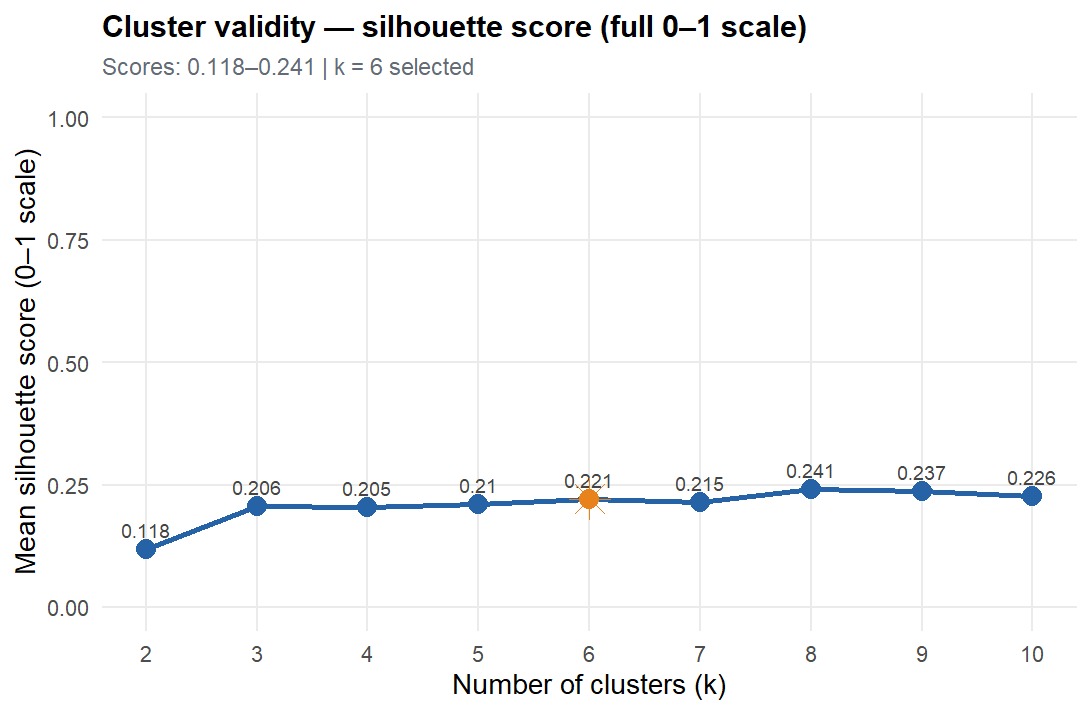 Cluster validity — silhouette score (full 0–1 scale)
Scores: 0.118–0.241 | k = 6 selected
Mean silhouette score (0–1 scale)
1.00
0.75
0.50
0.25
0.00
0.118
0.206
0.205
0.21
0.221
0.215
0.241
0.237
0.226
2 3 4 5 6 7 8 9 10
Number of clusters (k)